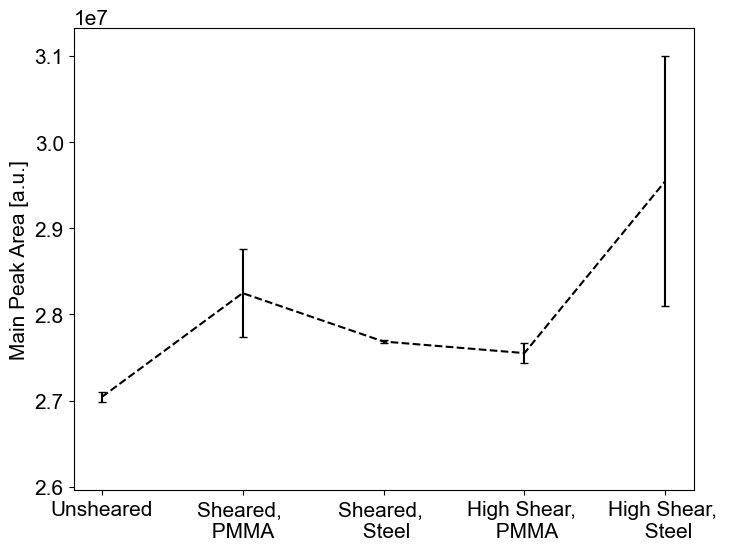 1e7
Main Peak Area [a.u.]
3.1
3.0
2.9
2.8
2.7
2.6
Unsheared
Sheared,
PMMA
Sheared,
Steel
High Shear,
PMMA
High Shear,
Steel